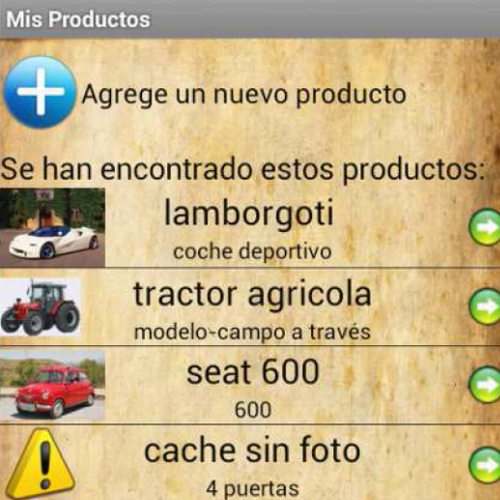 Mis Productos
Agrege un nuevo producto
Se han encontrado estos productos:
lamborgoti
coche deportivo
tractor agricola
modelo-campo a través
seat 600
600
cache sin foto
4 puertas